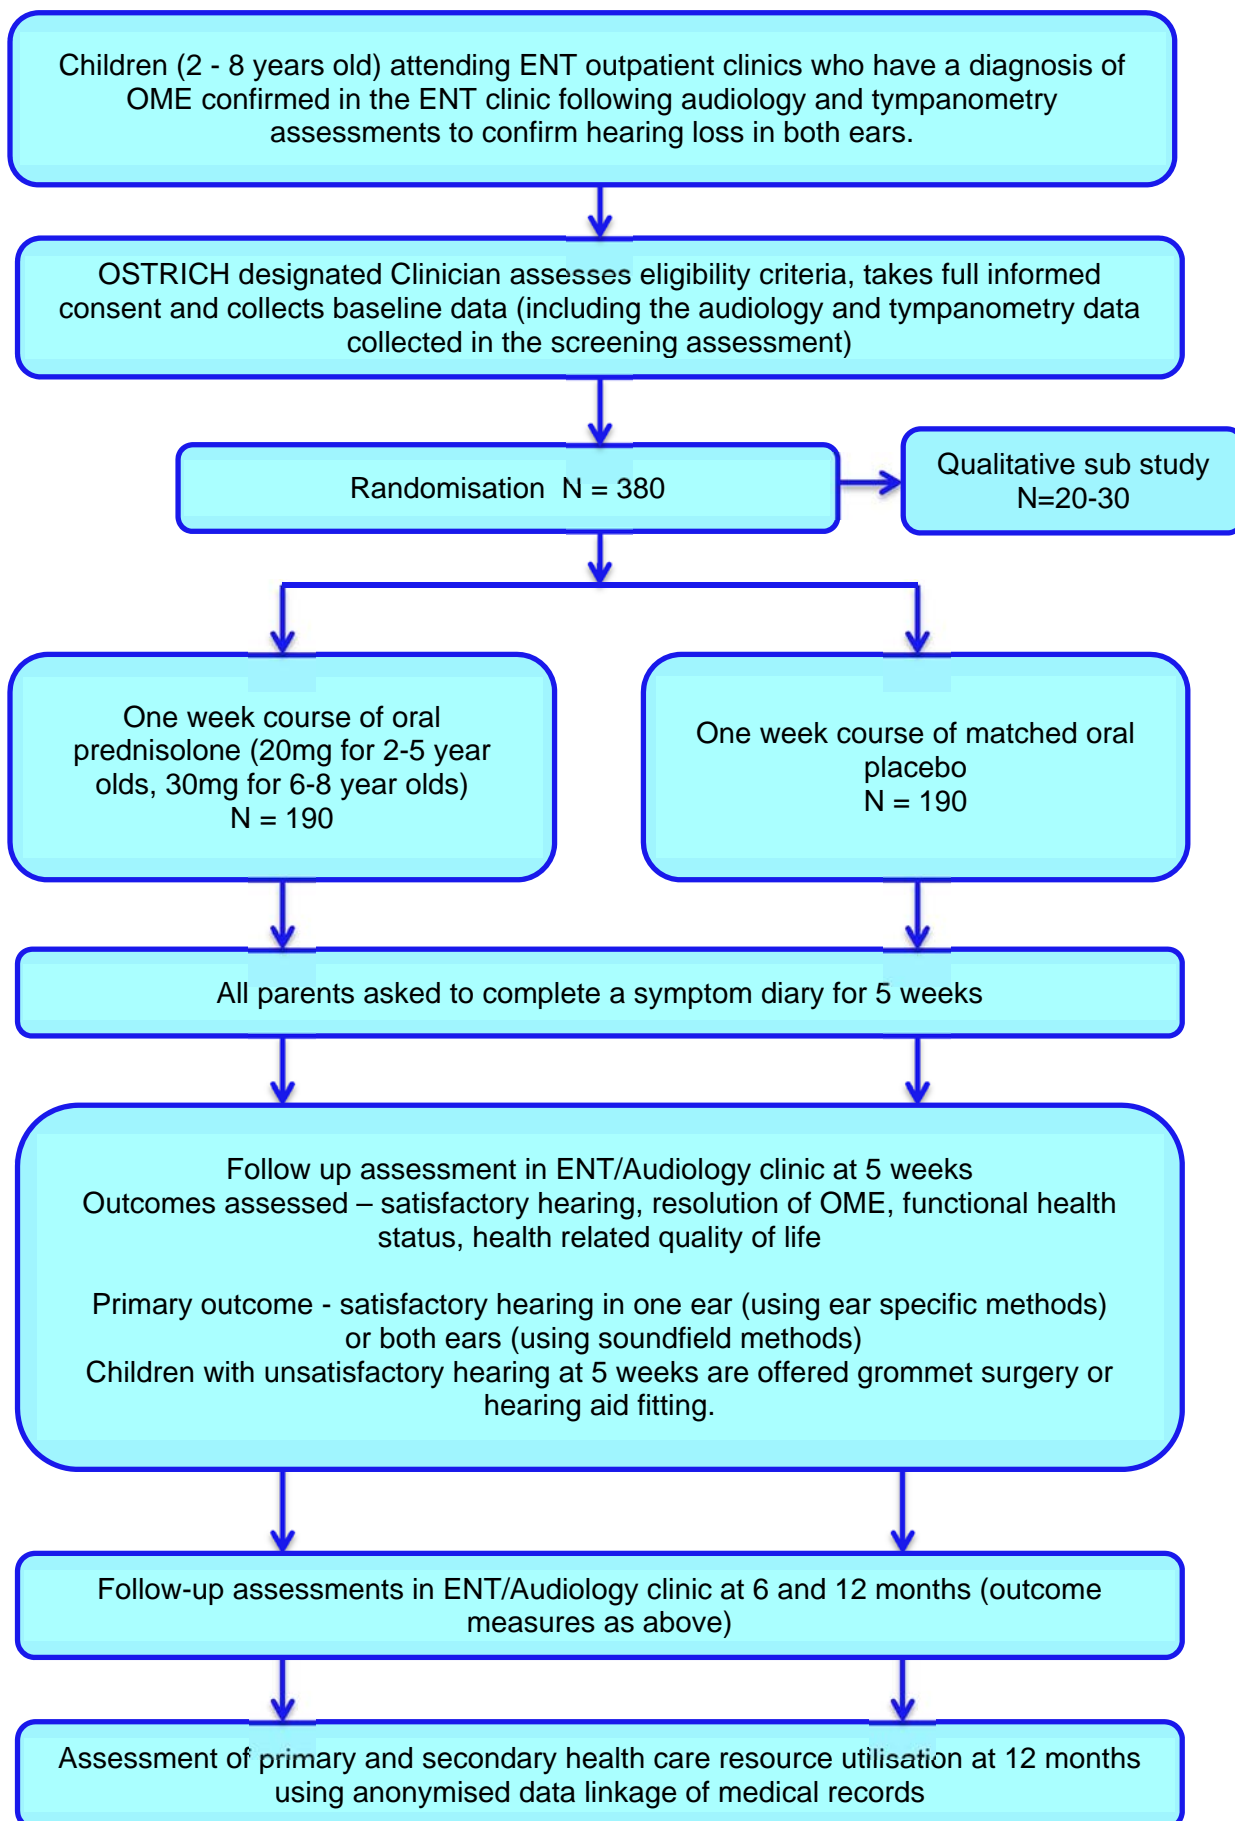 Children (2 - 8 years old) attending ENT outpatient clinics who have a diagnosis of
OME confirmed in the ENT clinic following audiology and tympanometry
assessments to confirm hearing loss in both ears.
OSTRICH designated Clinician assesses eligibility criteria, takes full informed
consent and collects baseline data (including the audiology and tympanometry data
collected in the screening assessment)
Randomisation N = 380
Qualitative sub study
N=20-30
One week course of oral
prednisolone (20mg for 2-5 year
olds, 30mg for 6-8 year olds)
N = 190
One week course of matched oral
placebo
N = 190
All parents asked to complete a symptom diary for 5 weeks
Follow up assessment in ENT/Audiology clinic at 5 weeks
Outcomes assessed – satisfactory hearing, resolution of OME, functional health
status, health related quality of life
Primary outcome - satisfactory hearing in one ear (using ear specific methods)
or both ears (using soundfield methods)
Children with unsatisfactory hearing at 5 weeks are offered grommet surgery or
hearing aid fitting.
Follow-up assessments in ENT/Audiology clinic at 6 and 12 months (outcome
measures as above)
Assessment of primary and secondary health care resource utilisation at 12 months
using anonymised data linkage of medical records